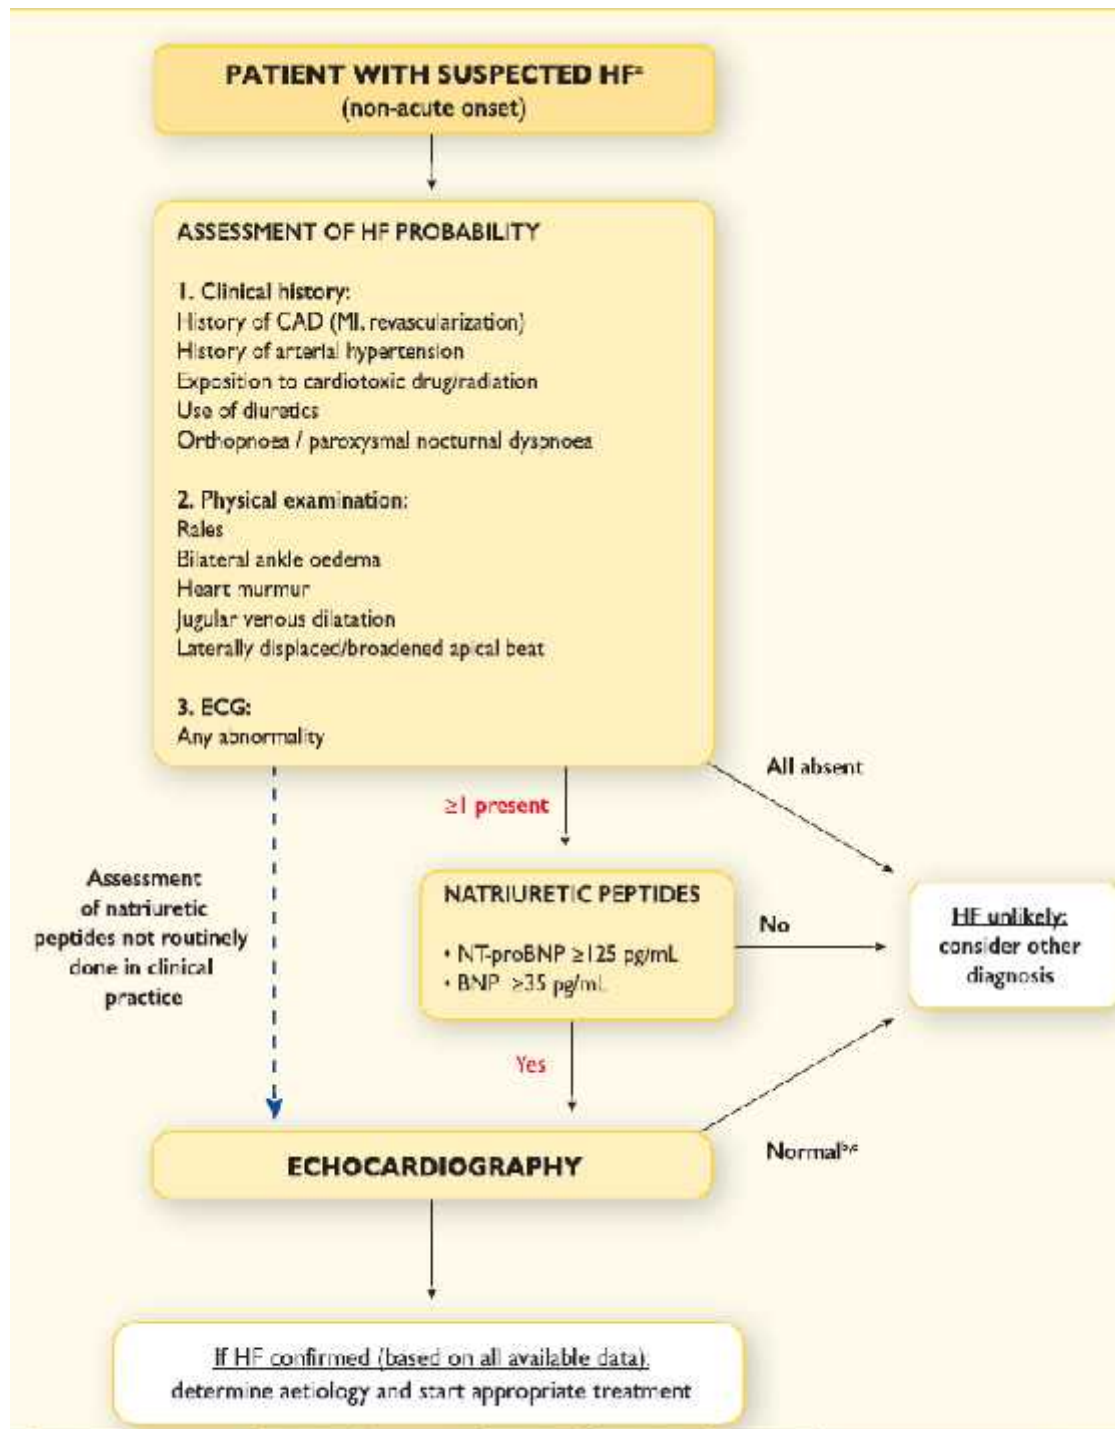 PATIENT WITH SUSPECTED HFª
(non-acute onset)
ASSESSMENT OF HF PROBABILITY
1. Clinical history:
History of CAD (MI, revascularization)
History of arterial hypertension
Exposition to cardiotoxic drug/radiation
Use of diuretics
Orthopnoea / paroxysmal nocturnal dyspnoea
2. Physical examination:
Rales
Bilateral ankle oedema
Heart murmur
Jugular venous dilatation
Laterally displaced/broadened apical beat
3. ECG:
Any abnormality
All absent
≥1 present
Assessment
of natriuretic
peptides not routinely
done in clinical
practice
NATRIURETIC PEPTIDES
• NT-proBNP ≥125 pg/mL
• BNP ≥35 pg/mL
No
HF unlikely:
consider other
diagnosis
Yes
Normalᵇ,ᶜ
ECHOCARDIOGRAPHY
If HF confirmed (based on all available data):
determine aetiology and start appropriate treatment